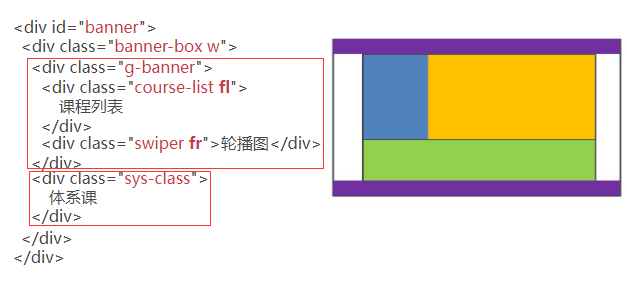 <div id="banner">
<div class="banner-box w">
<div class="g-banner">
<div class="course-list fl">
课程列表
</div>
<div class="swiper fr">轮播图</div>
</div>
<div class="sys-class">
体系课
</div>
</div>
</div>